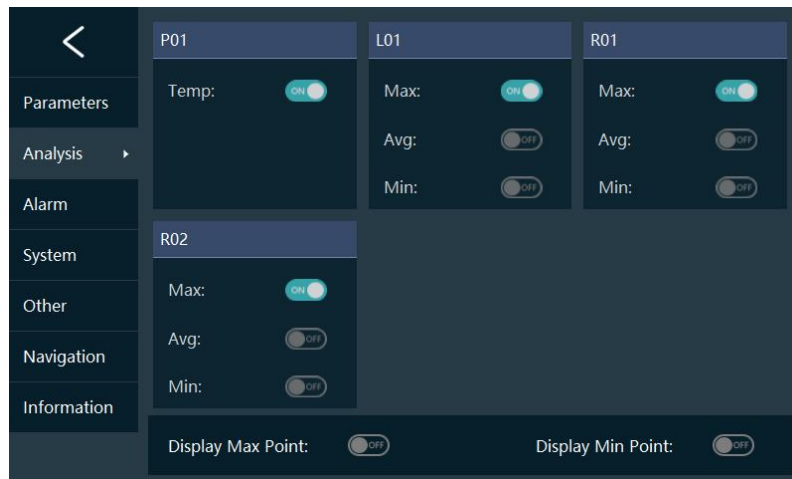 P01
Temp: ON
L01
Max: ON
Avg: OFF
Min: OFF
R01
Max: ON
Avg: OFF
Min: OFF
R02
Max: ON
Avg: OFF
Min: OFF
Parameters
Analysis
Alarm
System
Other
Navigation
Information
Display Max Point: OFF
Display Min Point: OFF